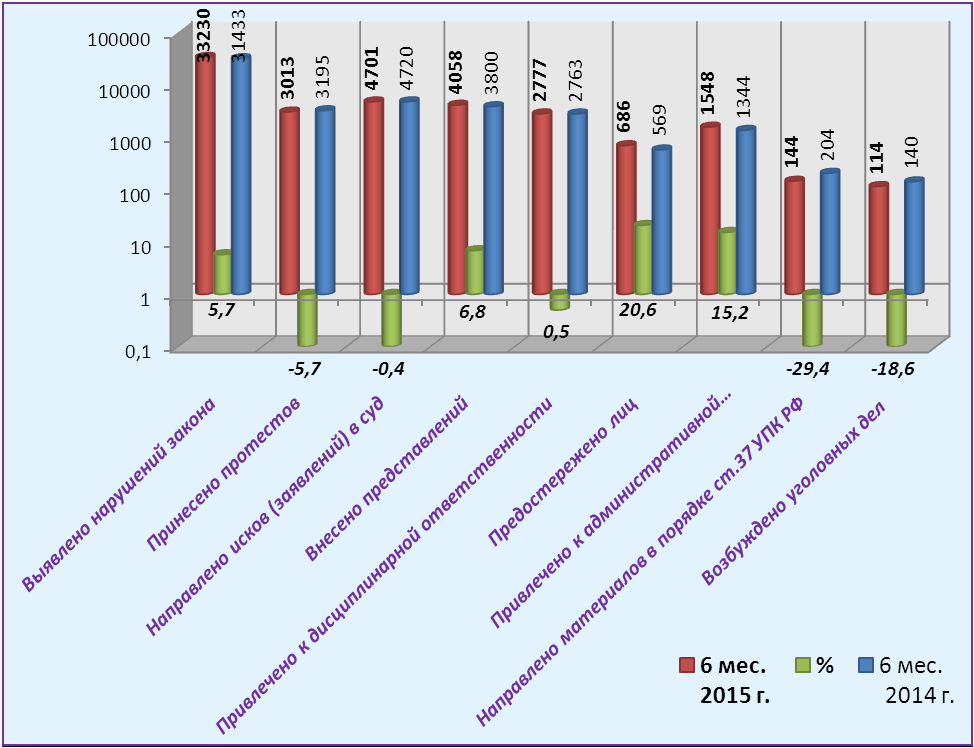 100000
10000
1000
100
10
1
0,1
33230
31433
3013
3195
4701
4720
4058
3800
2777
2763
686
569
1548
1344
144
204
114
140
5,7
-5,7
-0,4
6,8
0,5
20,6
15,2
-29,4
-18,6
Выявлено нарушений закона
Принесено протестов
Направлено исков (заявлений) в суд
Внесено представлений
Привлечено к дисциплинарной ответственности
Предостережено лиц
Привлечено к административной…
Направлено материалов в порядке ст.37 УПК РФ
Возбуждено уголовных дел
6 мес.
2015 г.
%
6 мес.
2014 г.